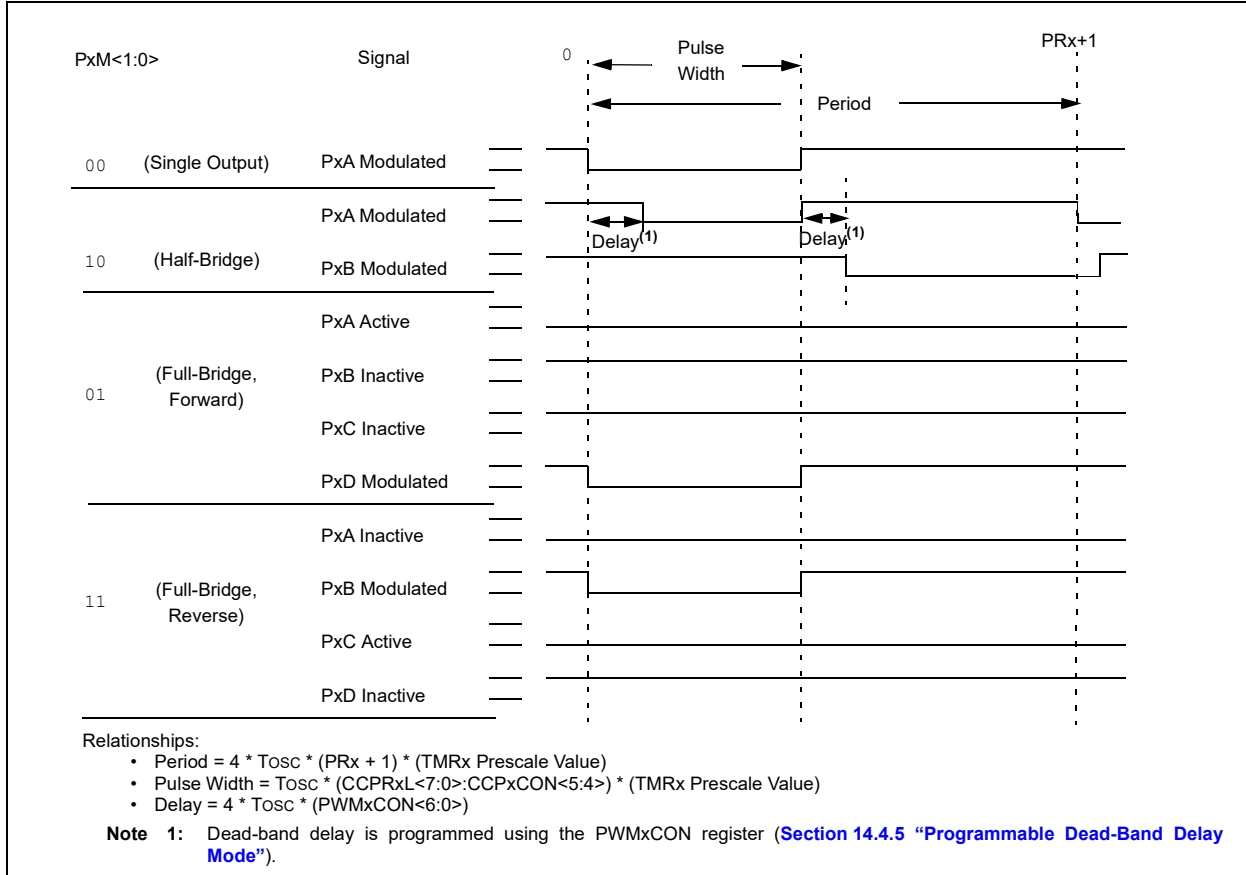 PxM<1:0> Signal 0 Pulse Width PRx+1
Period
00 (Single Output) PxA Modulated
PxA Modulated
Delay(1) Delay(1)
10 (Half-Bridge) PxB Modulated
PxA Active
01 (Full-Bridge, Forward) PxB Inactive
PxC Inactive
PxD Modulated
PxA Inactive
11 (Full-Bridge, Reverse) PxB Modulated
PxC Active
PxD Inactive
Relationships:
• Period = 4 * TOSC * (PRx + 1) * (TMRx Prescale Value)
• Pulse Width = TOSC * (CCPRxL<7:0>:CCPxCON<5:4>) * (TMRx Prescale Value)
• Delay = 4 * TOSC * (PWMxCON<6:0>)
Note 1: Dead-band delay is programmed using the PWMxCON register (Section 14.4.5 “Programmable Dead-Band Delay
Mode”).